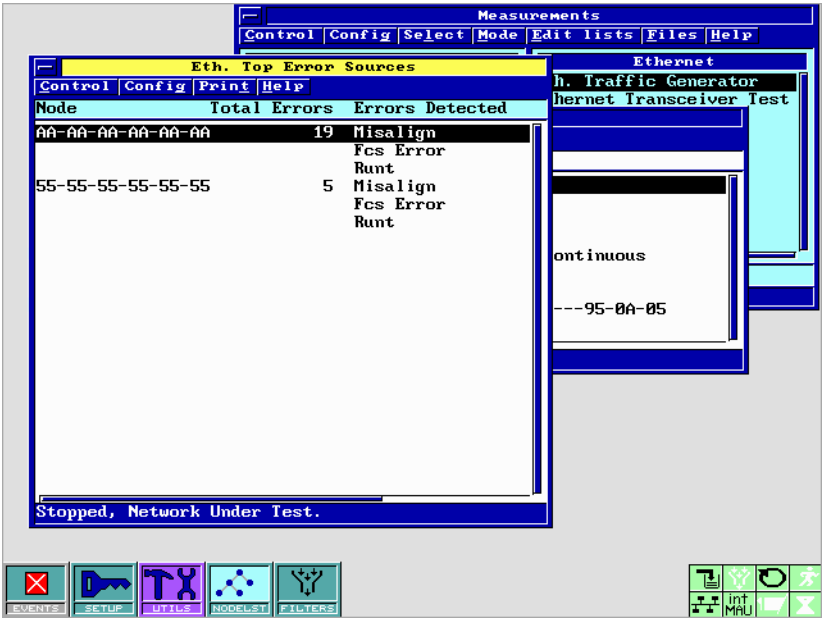 Measurements
Control Config Select Mode Edit lists Files Help
Ethernet
h. Traffic Generator
hernet Transceiver Test
Eth. Top Error Sources
Control Config Print Help
Node Total Errors Errors Detected
AA-AA-AA-AA-AA-AA 19 Misalign
Fcs Error
Runt
55-55-55-55-55-55 5 Misalign
Fcs Error
Runt
ontinuous
---95-0A-05
Stopped, Network Under Test.
EVENTS SETUP UTILS NODELST FILTERS
int
MAU